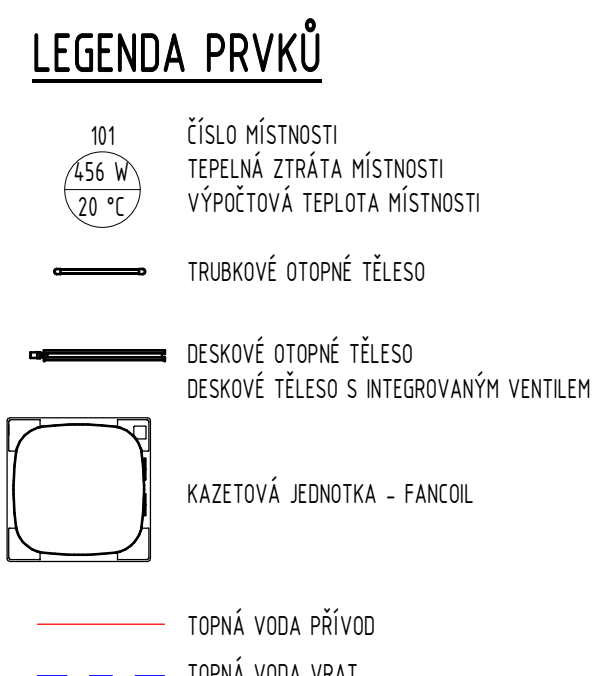 LEGENDA PRVKŮ
101 ČÍSLO MÍSTNOSTI
456 W TEPELNÁ ZTRÁTA MÍSTNOSTI
20 °C VÝPOČTOVÁ TEPLOTA MÍSTNOSTI
TRUBKOVÉ OTOPNÉ TĚLESO
DESKOVÉ OTOPNÉ TĚLESO
DESKOVÉ TĚLESO S INTEGROVANÝM VENTILEM
KAZETOVÁ JEDNOTKA - FANCOIL
TOPNÁ VODA PŘÍVOD
TOPNÁ VODA VRAT